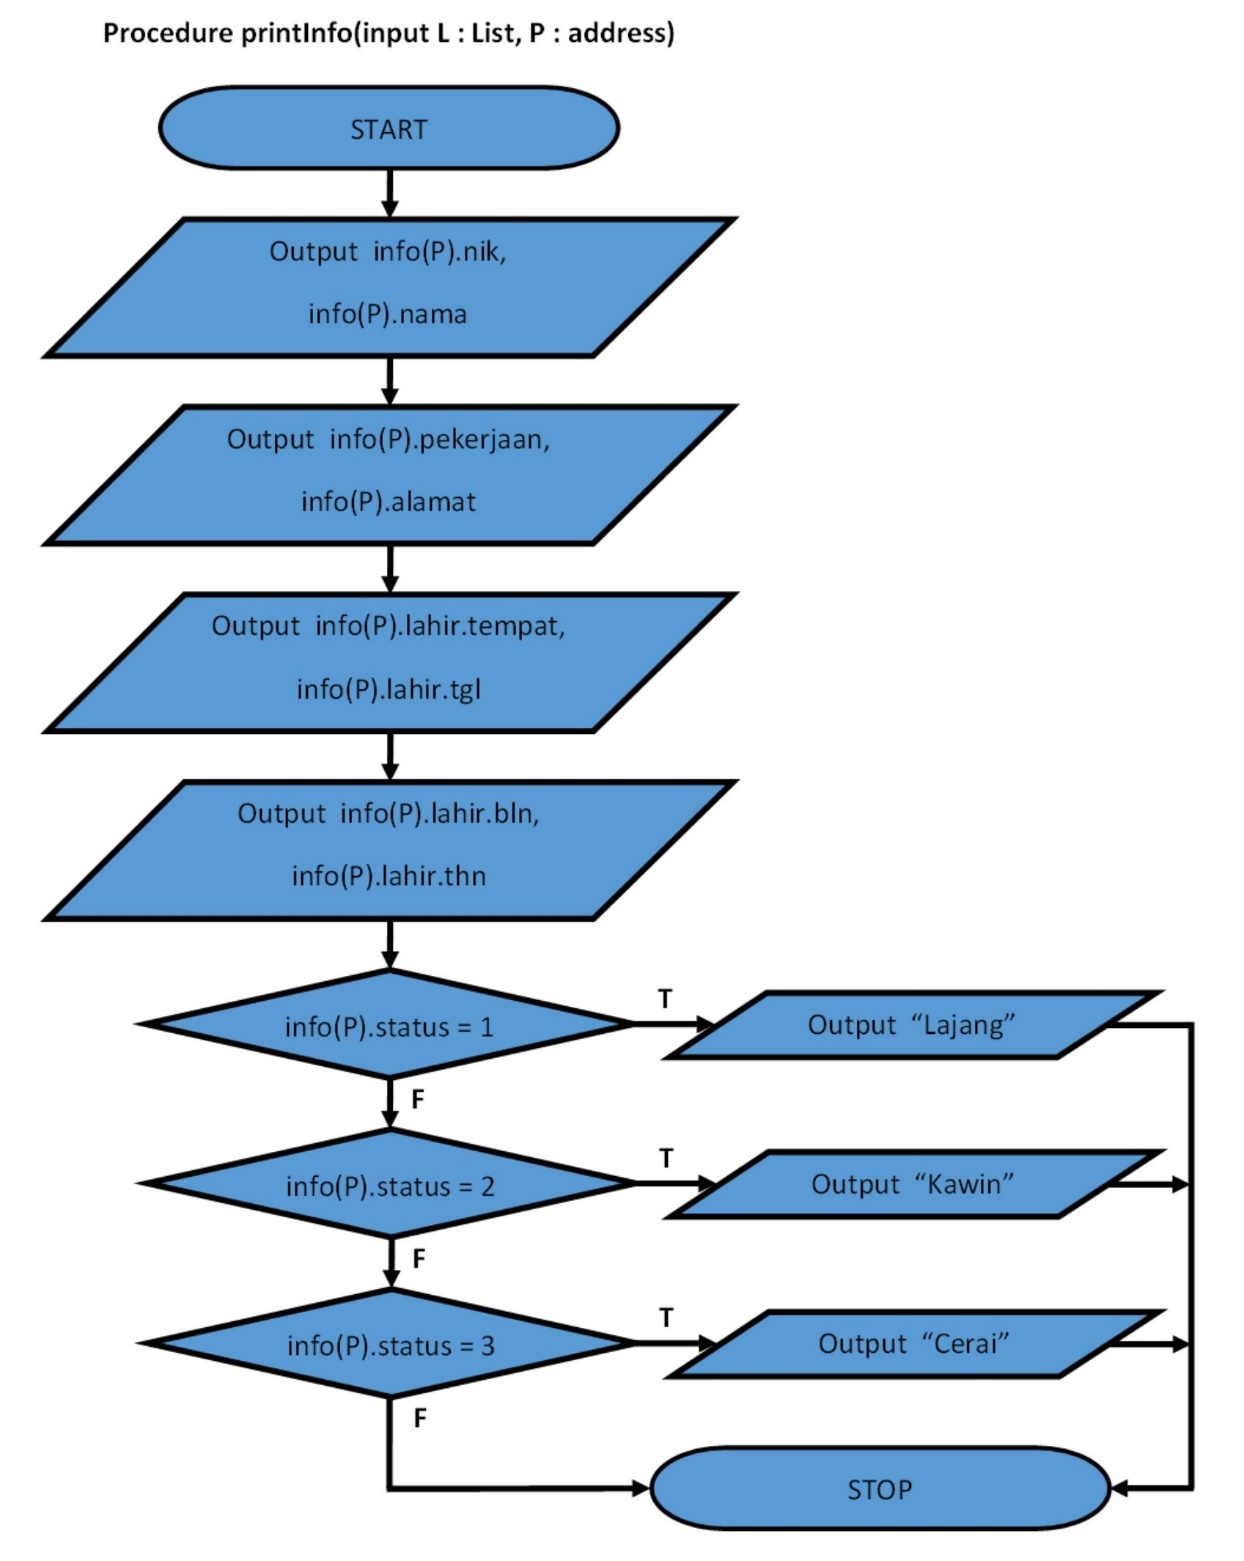 Procedure printInfo(input L : List, P : address)
START
Output info(P).nik,
info(P).nama
Output info(P).pekerjaan,
info(P).alamat
Output info(P).lahir.tempat,
info(P).lahir.tgl
Output info(P).lahir.bln,
info(P).lahir.thn
info(P).status = 1
T
Output “Lajang”
F
info(P).status = 2
T
Output “Kawin”
F
info(P).status = 3
T
Output “Cerai”
F
STOP